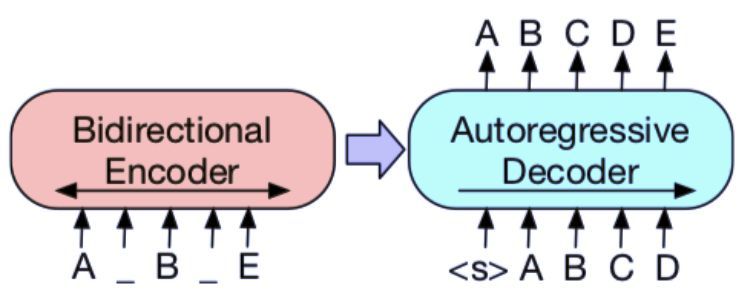 A B C D E
Bidirectional
Encoder
Autoregressive
Decoder
A _ B _ E
<s> A B C D